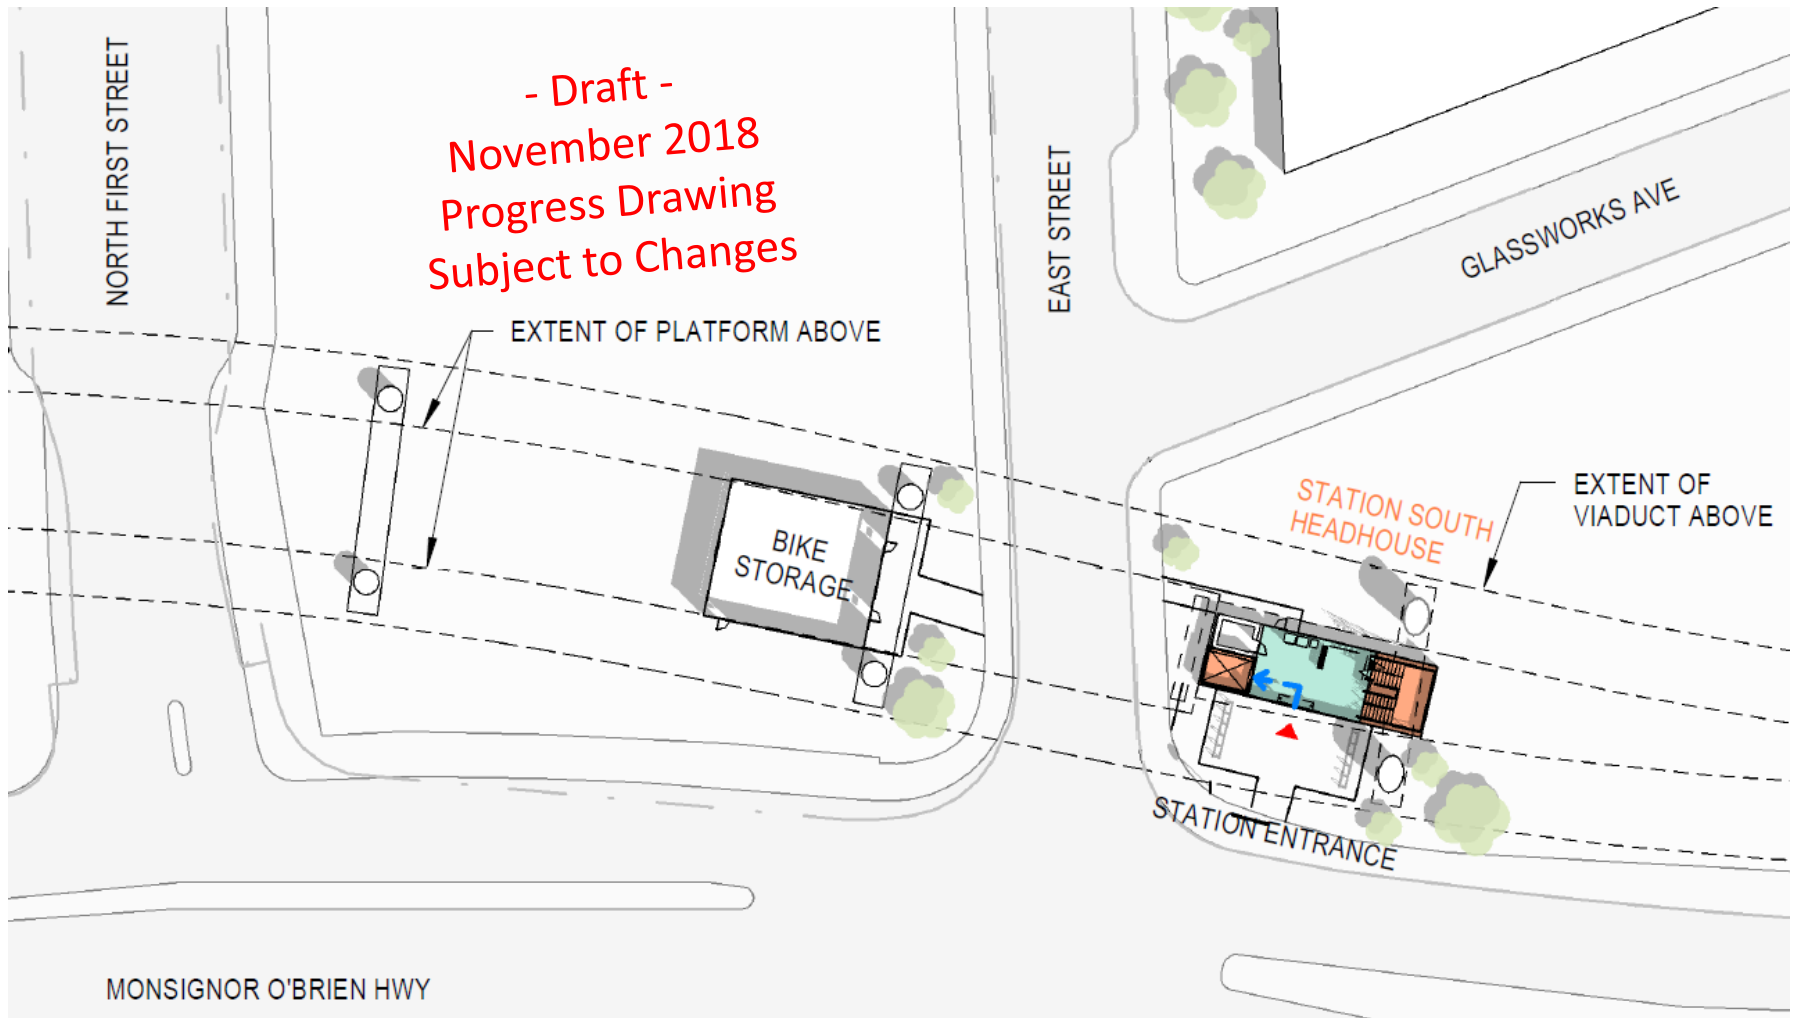 - Draft -
November 2018
Progress Drawing
Subject to Changes
NORTH FIRST STREET
EAST STREET
GLASSWORKS AVE
EXTENT OF PLATFORM ABOVE
BIKE
STORAGE
STATION SOUTH
HEADHOUSE
EXTENT OF
VIADUCT ABOVE
STATION ENTRANCE
MONSIGNOR O'BRIEN HWY